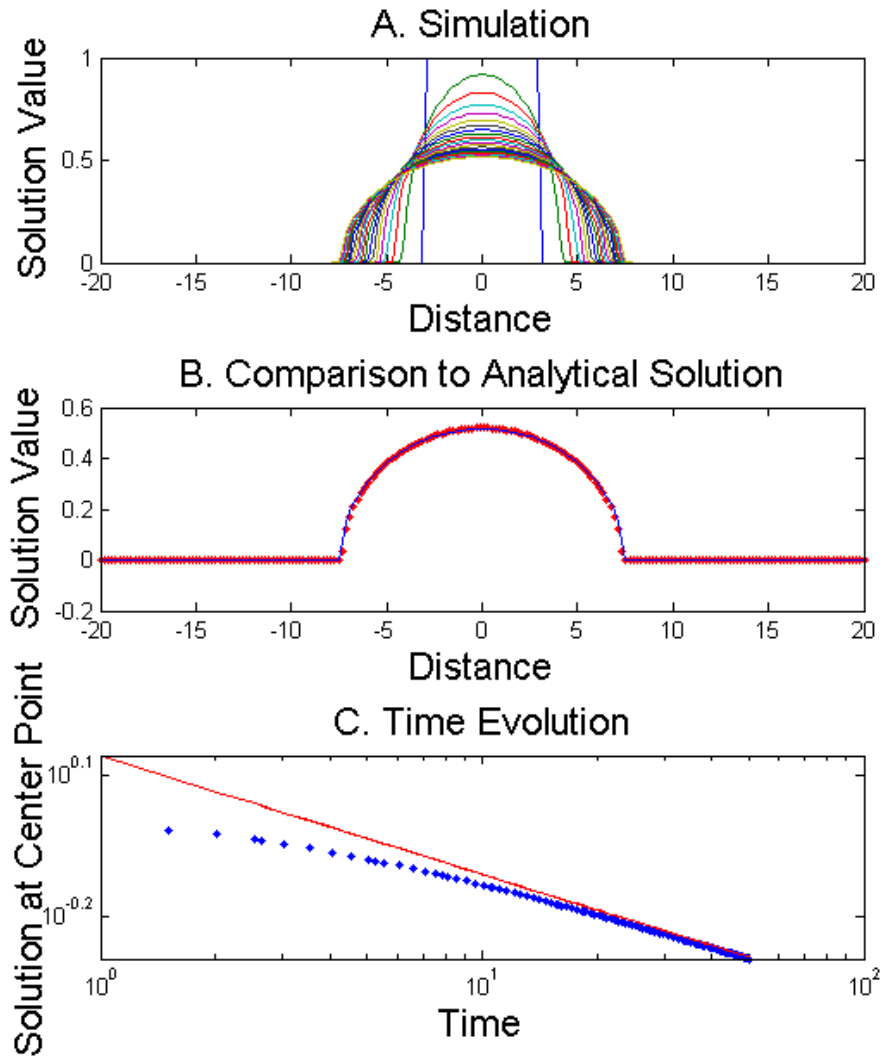 A. Simulation
Solution Value
1
0.5
0
-20 -15 -10 -5 0 5 10 15 20
Distance
B. Comparison to Analytical Solution
Solution Value
0.6
0.4
0.2
0
-0.2
-20 -15 -10 -5 0 5 10 15 20
Distance
C. Time Evolution
Solution at Center Point
10^0.1
10^-0.2
10^0 10^1 10^2
Time